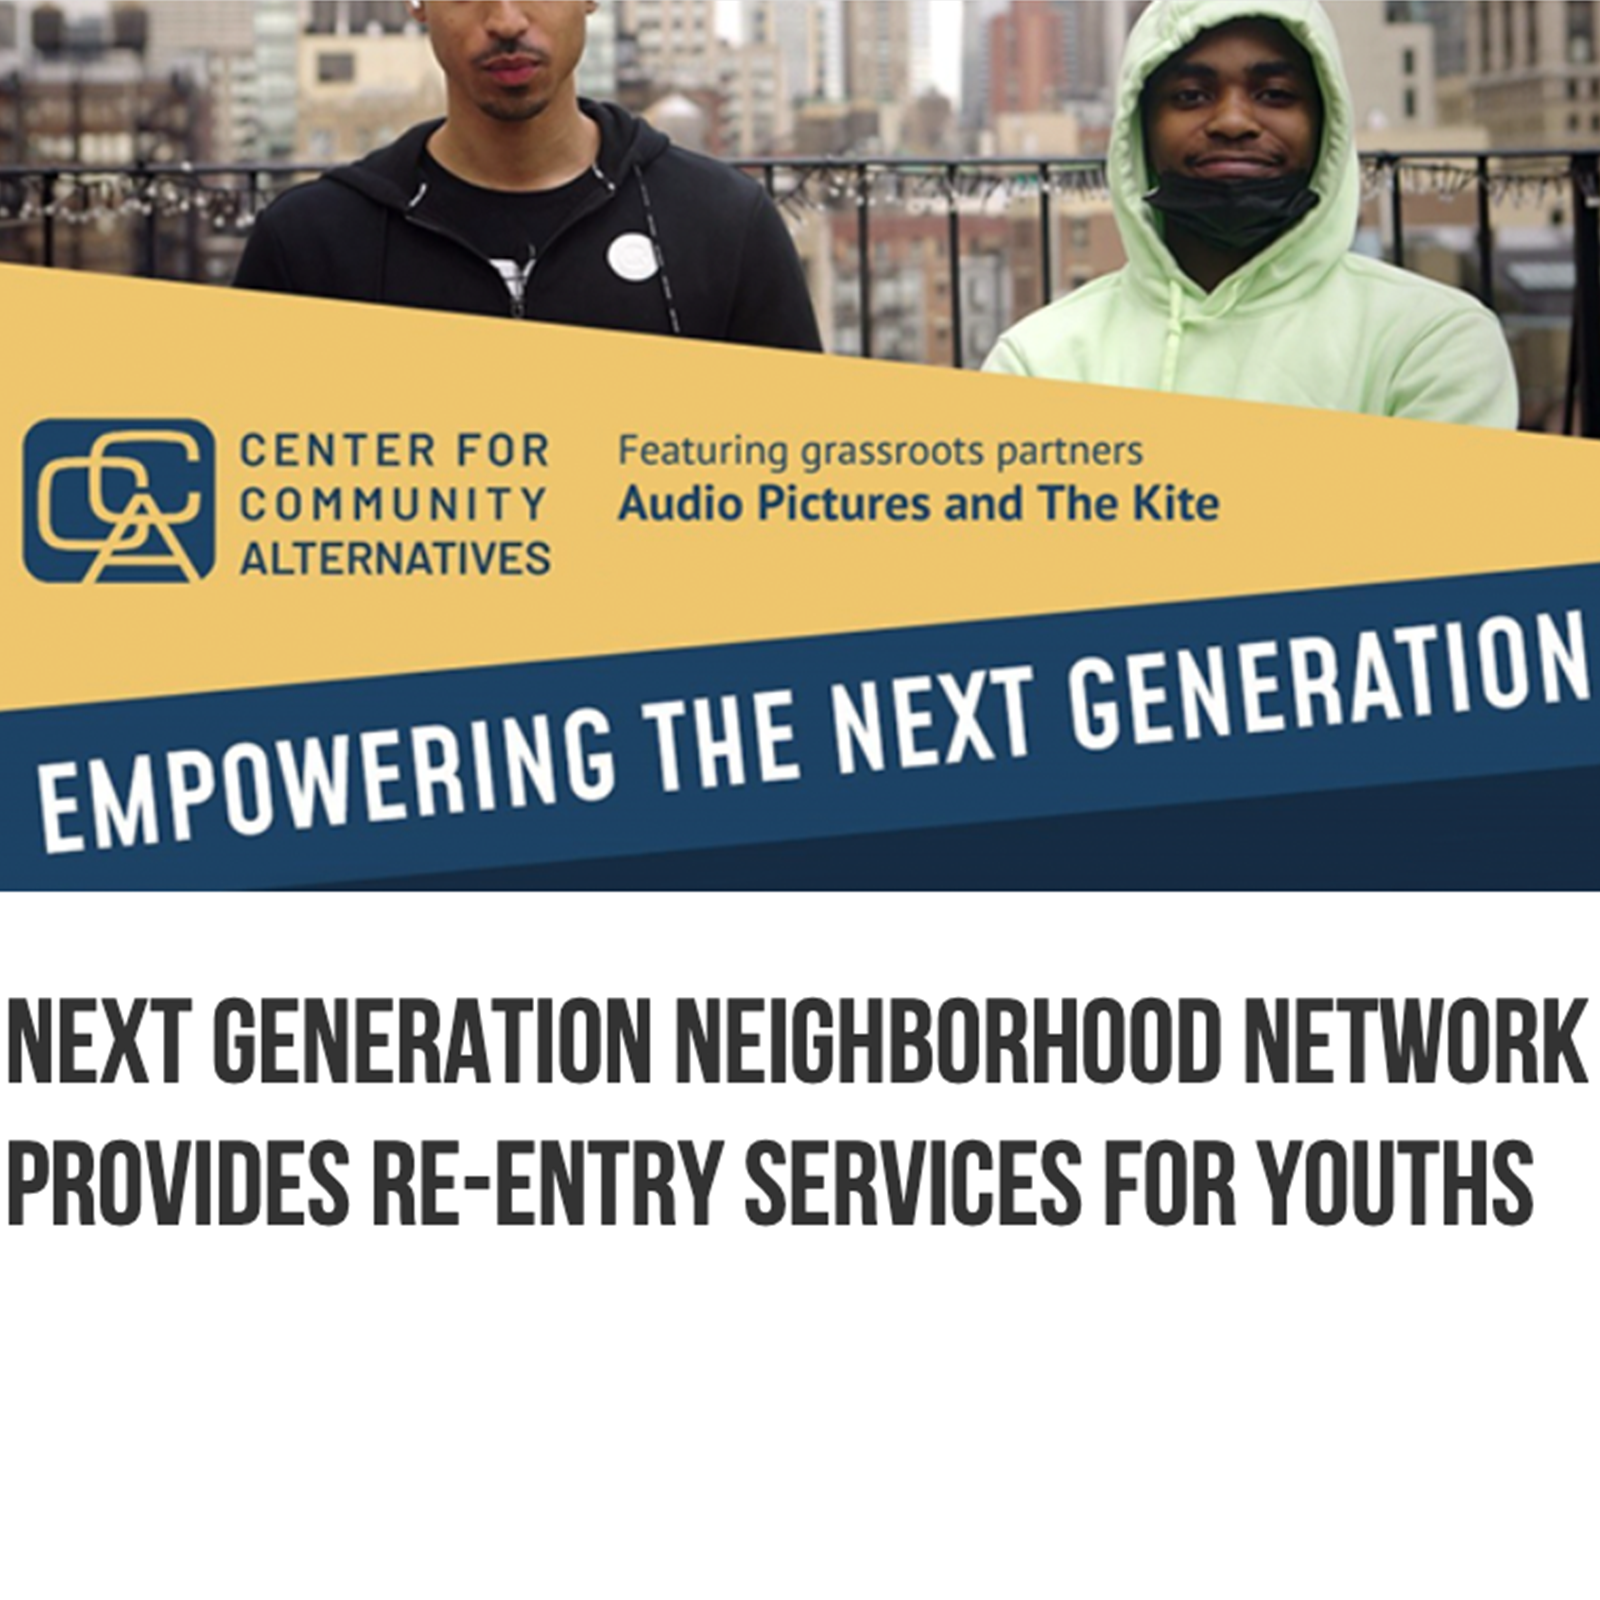 CCA
CENTER FOR
COMMUNITY
ALTERNATIVES
Featuring grassroots partners
Audio Pictures and The Kite
EMPOWERING THE NEXT GENERATION
NEXT GENERATION NEIGHBORHOOD NETWORK
PROVIDES RE-ENTRY SERVICES FOR YOUTHS